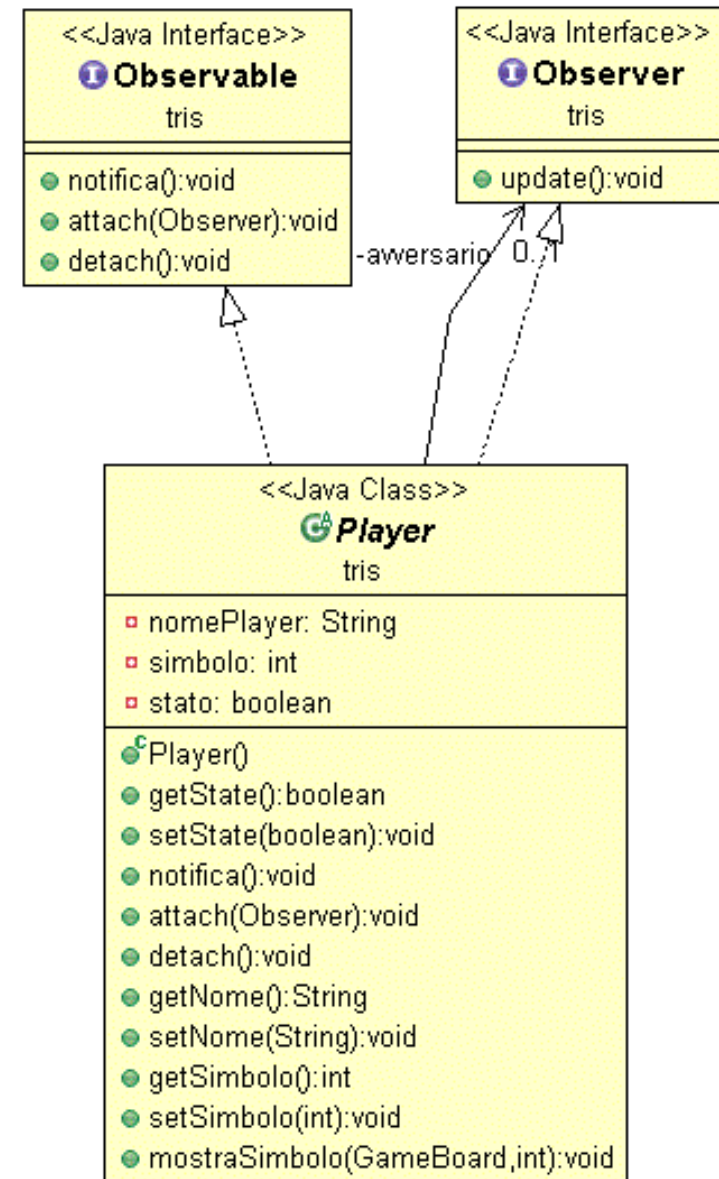 <<Java Interface>>
Observable
tris
notifica():void
attach(Observer):void
detach():void
<<Java Interface>>
Observer
tris
update():void
-avversario 0..1
<<Java Class>>
Player
tris
nomePlayer: String
simbolo: int
stato: boolean
Player()
getState():boolean
setState(boolean):void
notifica():void
attach(Observer):void
detach():void
getNome():String
setNome(String):void
getSimbolo():int
setSimbolo(int):void
mostraSimbolo(GameBoard,int):void